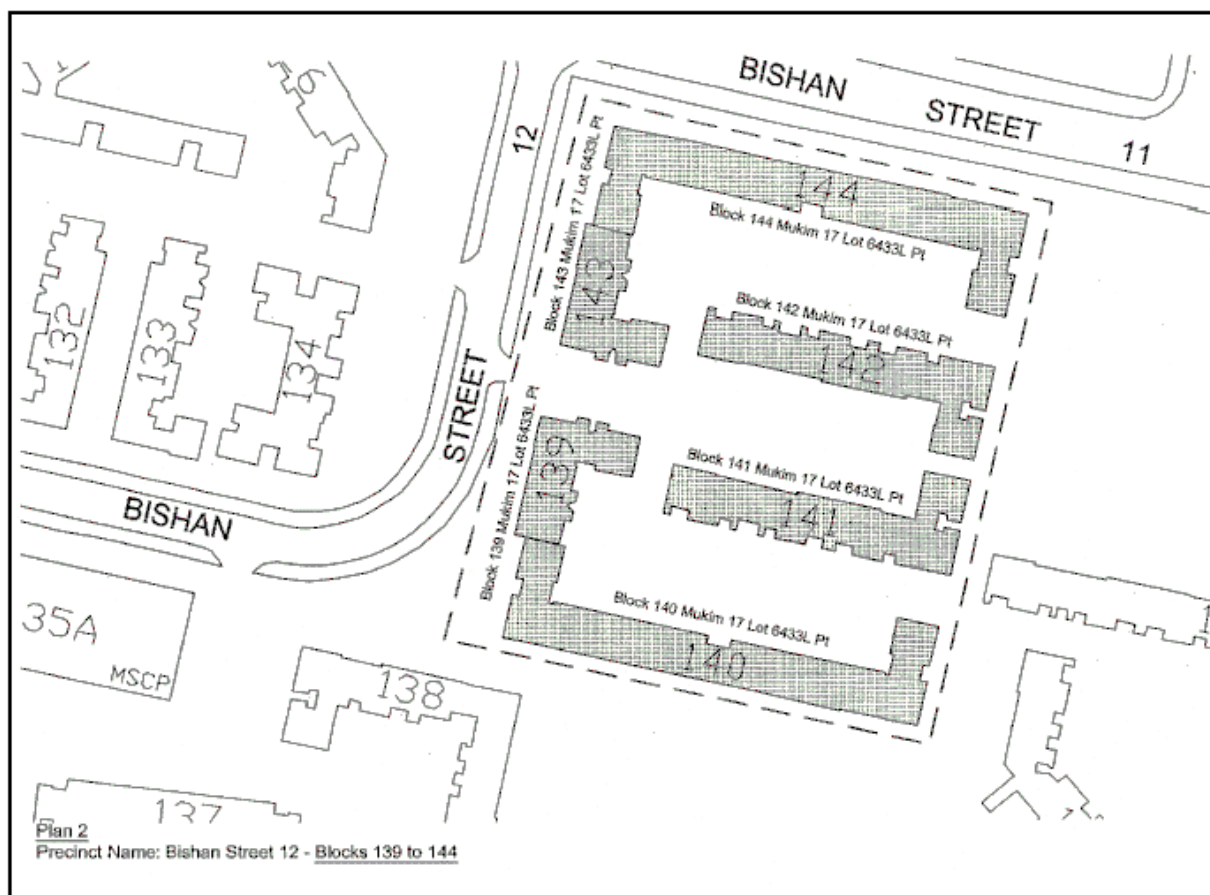 BISHAN STREET 11
12
144
Block 144 Mukim 17 Lot 6433L Pt
Block 143 Mukim 17 Lot 6433L Pt
143
Block 142 Mukim 17 Lot 6433L Pt
142
132
133
134
STREET
Block 139 Mukim 17 Lot 6433L Pt
139
Block 141 Mukim 17 Lot 6433L Pt
141
BISHAN
Block 140 Mukim 17 Lot 6433L Pt
140
35A
MSCP
138
137
Plan 2
Precinct Name: Bishan Street 12 - Blocks 139 to 144